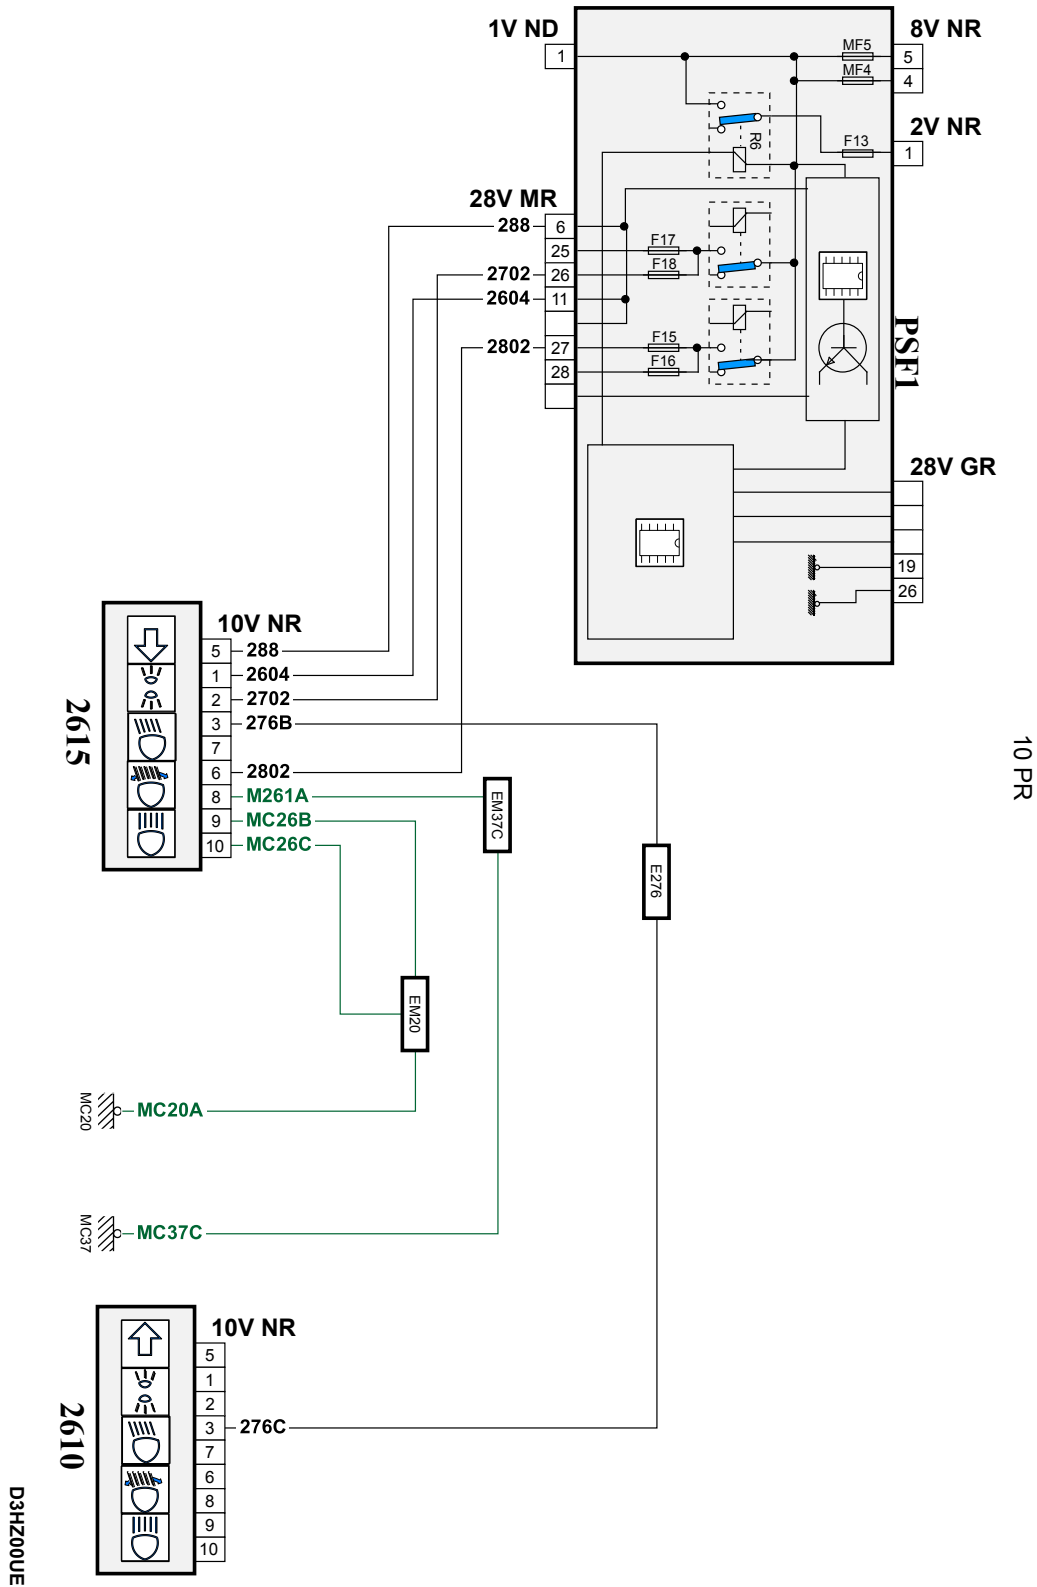 1V ND
1
8V NR
MF5
5
MF4
4
2V NR
F13
1
R6
28V MR
288
6
25
F17
2702
26
F18
2604
11
2802
27
F15
28
F16
PSF1
28V GR
19
26
10 PR
10V NR
5
288
1
2604
2
2702
3
276B
7
6
2802
8
M261A
9
MC26B
10
MC26C
2615
EM37C
E276
EM20
MC20A
MC20
MC37C
MC37
10V NR
5
1
2
3
276C
7
6
8
9
10
2610
D3HZ00UE